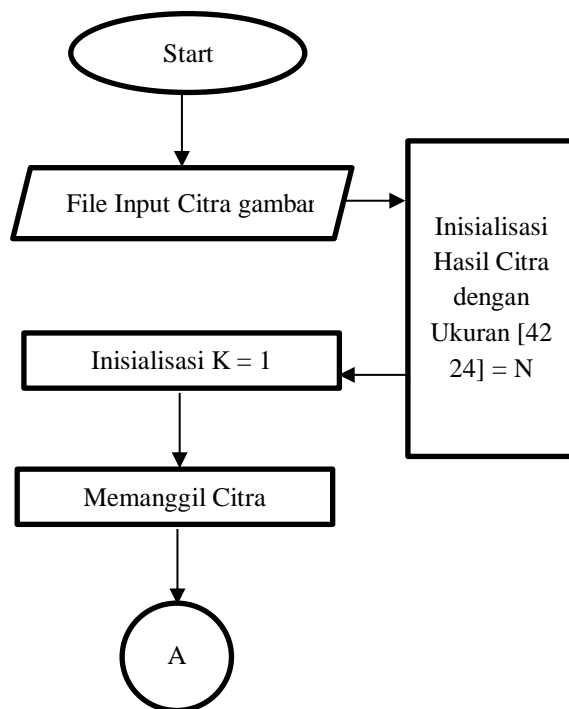 Start
File Input Citra gambar
Inisialisasi
Hasil Citra
dengan
Ukuran [42
24] = N
Inisialisasi K = 1
Memanggil Citra
A